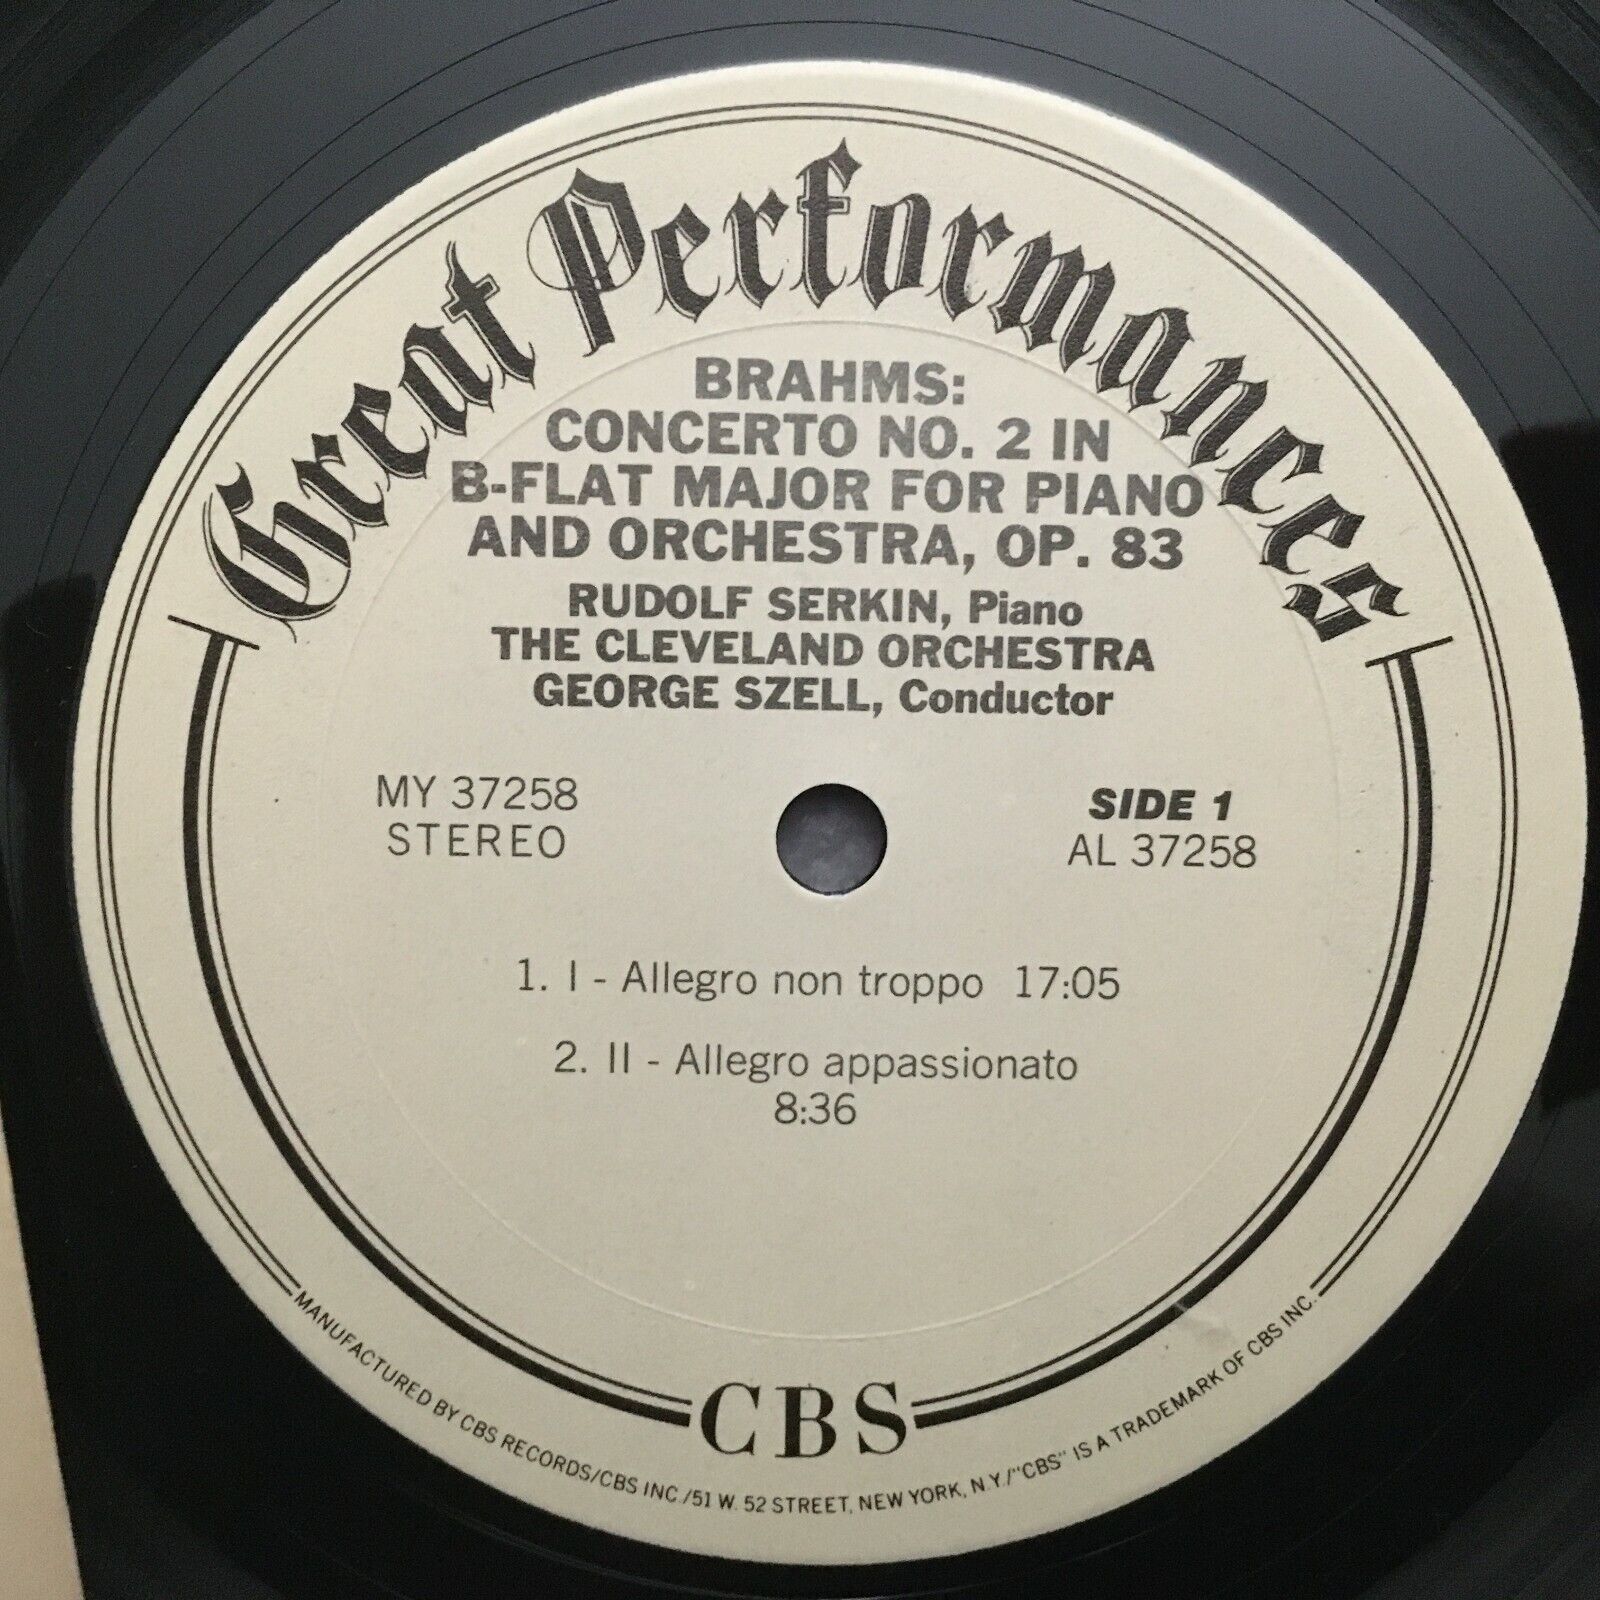 Great Performances
BRAHMS:
CONCERTO NO. 2 IN
B-FLAT MAJOR FOR PIANO
AND ORCHESTRA, OP. 83
RUDOLF SERKIN, Piano
THE CLEVELAND ORCHESTRA
GEORGE SZELL, Conductor
MY 37258
STEREO
SIDE 1
AL 37258
1. I - Allegro non troppo 17:05
2. II - Allegro appassionato
8:36
CBS
MANUFACTURED BY CBS RECORDS/CBS INC./51 W. 52 STREET, NEW YORK, N.Y./"CBS" IS A TRADEMARK OF CBS INC.